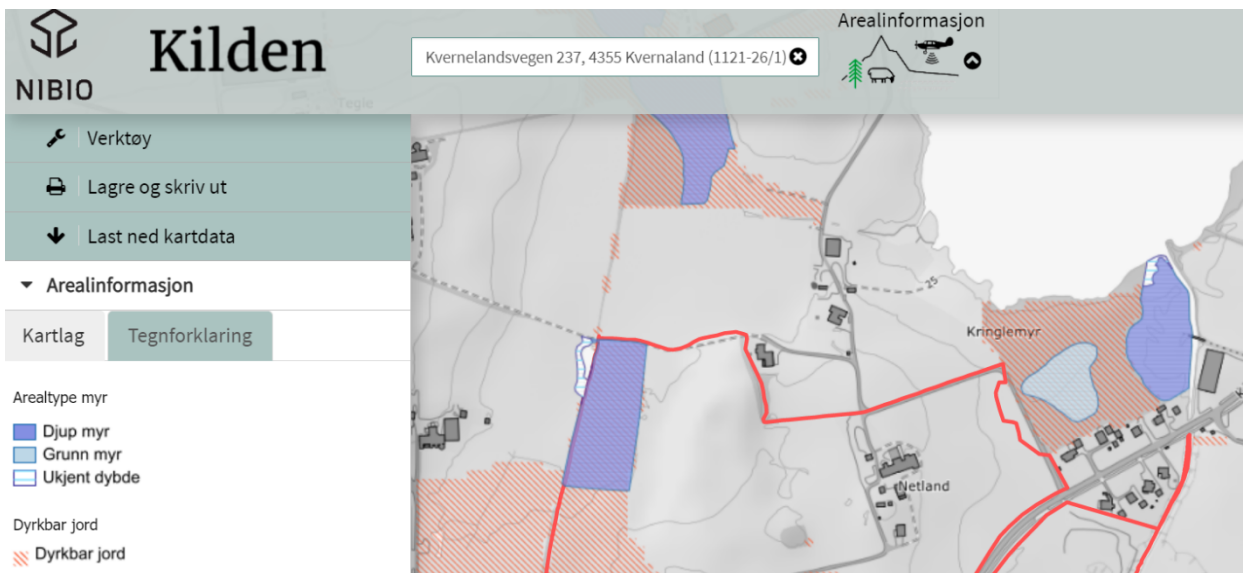 NIBIO
Kilden
Kvernelandsvegen 237, 4355 Kvernaland (1121-26/1)
Arealinformasjon
Tegle
Verktøy
Lagre og skriv ut
Last ned kartdata
Arealinformasjon
Kartlag
Tegnforklaring
Arealtype myr
Djup myr
Grunn myr
Ukjent dybde
Dyrkbar jord
Dyrkbar jord
25
Kringlemyr
Netland
K